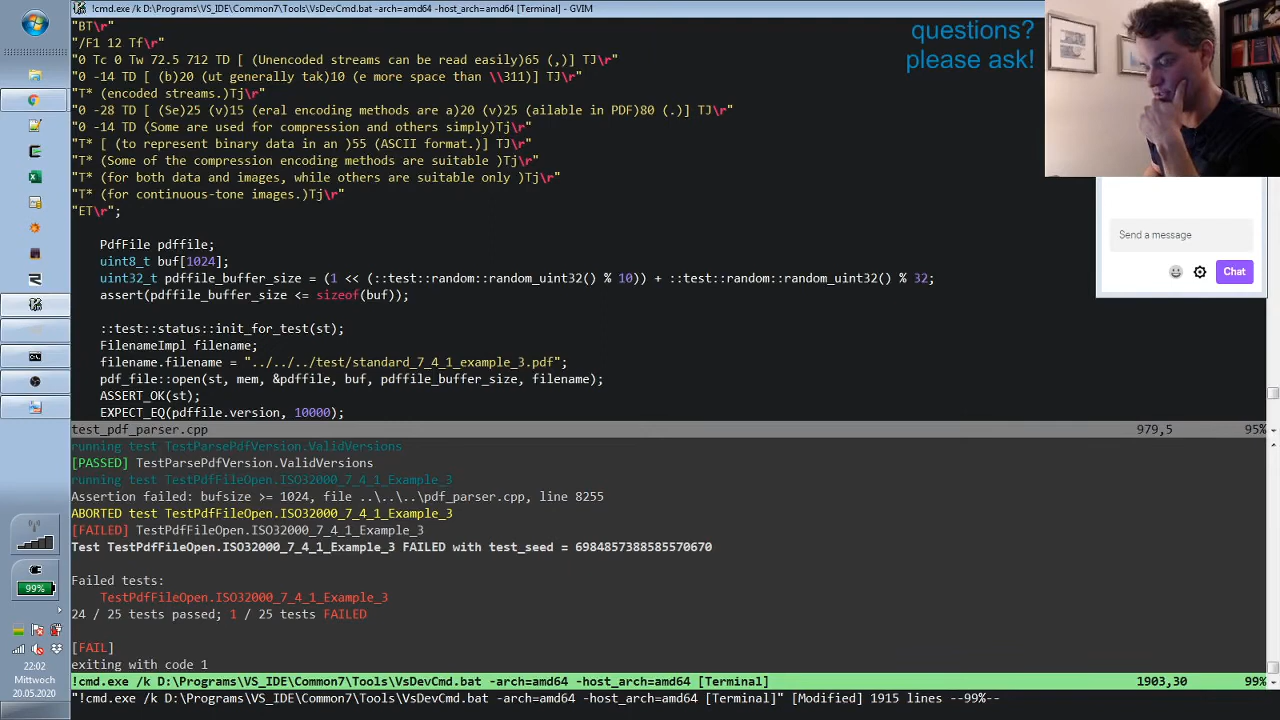 !cmd.exe /k D:\Programs\VS_IDE\Common7\Tools\VsDevCmd.bat -arch=amd64 -host_arch=amd64 [Terminal] - GVIM
"BT\r"
"/F1 12 Tf\r"
"0 Tc 0 Tw 72.5 712 TD [ (Unencoded streams can be read easily)65 (,)] TJ\r"
"0 -14 TD [ (b)20 (ut generally tak)10 (e more space than \\311)] TJ\r"
"T* (encoded streams.)Tj\r"
"0 -28 TD [ (Se)25 (v)15 (eral encoding methods are a)20 (v)25 (ailable in PDF)80 (.)] TJ\r"
"0 -14 TD (Some are used for compression and others simply)Tj\r"
"T* [ (to represent binary data in an )55 (ASCII format.)] TJ\r"
"T* (Some of the compression encoding methods are suitable )Tj\r"
"T* (for both data and images, while others are suitable only )Tj\r"
"T* (for continuous-tone images.)Tj\r"
"ET\r";
PdfFile pdffile;
uint8_t buf[1024];
uint32_t pdffile_buffer_size = (1 << (::test::random::random_uint32() % 10)) + ::test::random::random_uint32() % 32;
assert(pdffile_buffer_size <= sizeof(buf));
::test::status::init_for_test(st);
FilenameImpl filename;
filename.filename = "../../../test/standard_7_4_1_example_3.pdf";
pdf_file::open(st, mem, &pdffile, buf, pdffile_buffer_size, filename);
ASSERT_OK(st);
EXPECT_EQ(pdffile.version, 10000);
test_pdf_parser.cpp 979,5 95%
running test TestParsePdfVersion.ValidVersions
[PASSED] TestParsePdfVersion.ValidVersions
running test TestPdfFileOpen.ISO32000_7_4_1_Example_3
Assertion failed: bufsize >= 1024, file ..\..\..\pdf_parser.cpp, line 8255
ABORTED test TestPdfFileOpen.ISO32000_7_4_1_Example_3
[FAILED] TestPdfFileOpen.ISO32000_7_4_1_Example_3
Test TestPdfFileOpen.ISO32000_7_4_1_Example_3 FAILED with test_seed = 6984857388585570670
Failed tests:
TestPdfFileOpen.ISO32000_7_4_1_Example_3
24 / 25 tests passed; 1 / 25 tests FAILED
[FAIL]
exiting with code 1
!cmd.exe /k D:\Programs\VS_IDE\Common7\Tools\VsDevCmd.bat -arch=amd64 -host_arch=amd64 [Terminal] 1903,30 99%
"!cmd.exe /k D:\Programs\VS_IDE\Common7\Tools\VsDevCmd.bat -arch=amd64 -host_arch=amd64 [Terminal]" [Modified] 1915 lines --99%--
questions?
please ask!
Send a message
Chat
99%
22:02
Mittwoch
20.05.2020